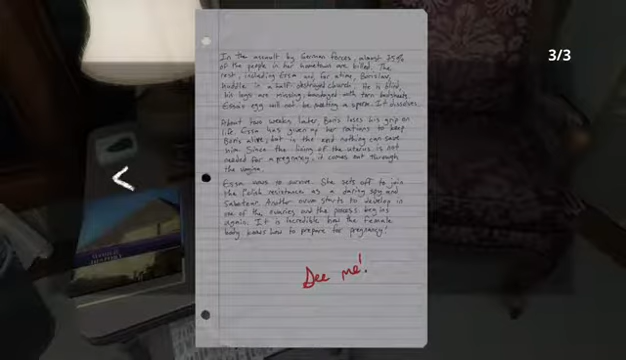 3/3
In the assault by German forces, almost 75%
of the people in her hometown are killed. The
rest, including Essa and, for a time, Borislav,
huddle in a half-destroyed church. He is blind,
his legs are missing, bandaged with torn bedsheets.
Essa's egg will not be meeting a sperm. It dissolves.
About two weeks later, Boris loses his grip on
life. Essa has given up her rations to keep
Boris alive, but in the end nothing can save
him. Since the lining of the uterus is not
needed for a pregnancy, it comes out through
the vagina.
Essa vows to survive. She sets off to join
the Polish resistance as a daring spy and
Saboteur. Another ovum starts to develop in
one of the ovaries and the process begins
again. It is incredible how the female
body knows how to prepare for pregnancy!
See me!